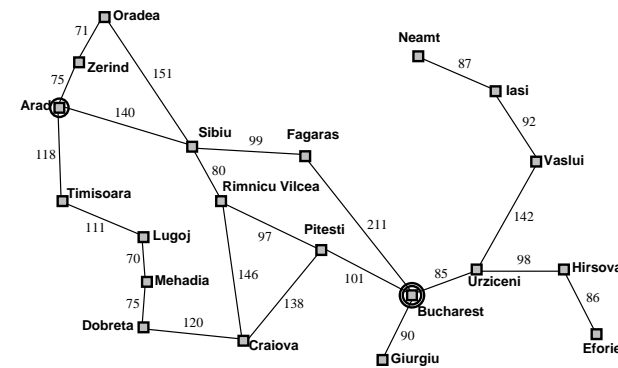 Oradea
71
Neamt
Zerind
87
151
75
Iasi
Arad
140
92
Sibiu
Fagaras
99
118
Vaslui
80
Timisoara
Rimnicu Vilcea
111
142
211
Lugoj
97
Pitesti
70
98
Hirsova
146
101
85
Mehadia
Urziceni
138
86
75
Bucharest
120
Dobreta
90
Craiova
Eforie
Giurgiu